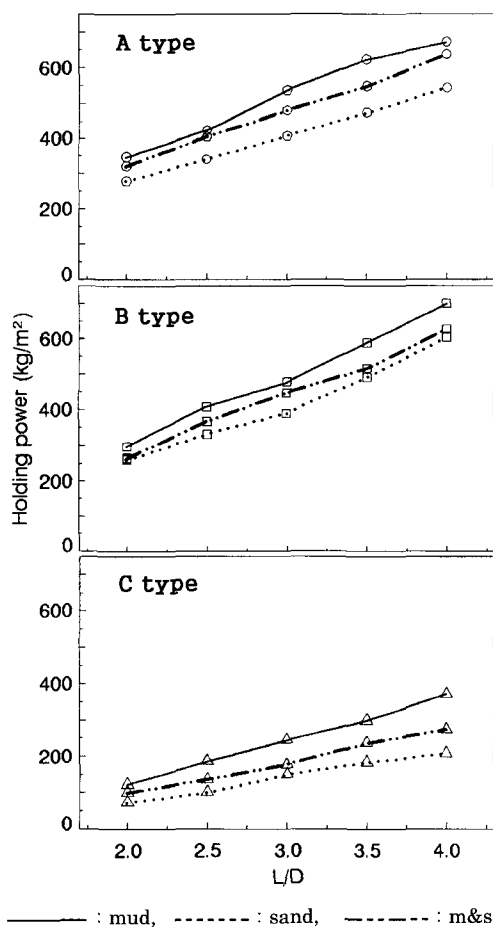 A type
600
400
200
0
B type
600
400
200
0
Holding power (kg/m²)
C type
600
400
200
0
2.0 2.5 3.0 3.5 4.0
L/D
: mud, : sand, : m&s